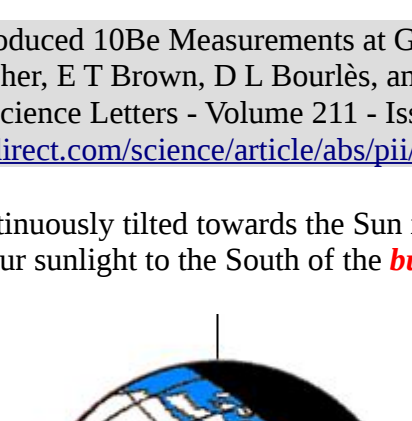 oduced 10Be Measurements at G
her, E T Brown, D L Bourlès, an
cience Letters - Volume 211 - Iss
direct.com/science/article/abs/pii/
tinuously tilted towards the Sun
ur sunlight to the South of the bu